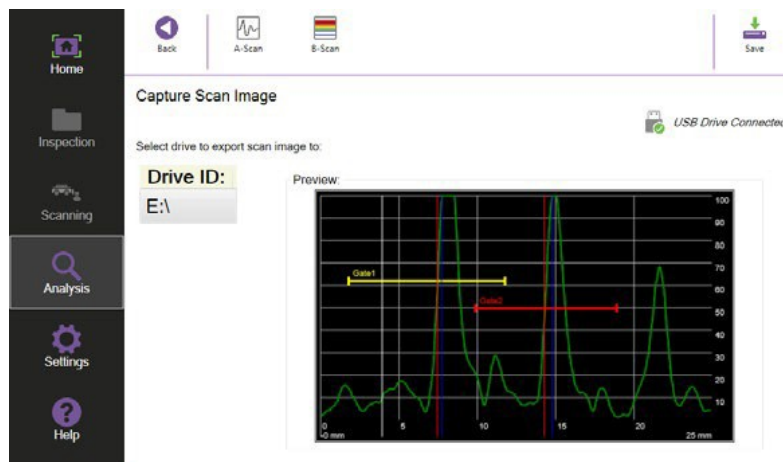 Home
Inspection
Scanning
Analysis
Settings
Help
Back
A-Scan
B-Scan
Save
Capture Scan Image
USB Drive Connected
Select drive to export scan image to:
Drive ID:
E:\
Preview:
100
90
80
70
60
50
40
30
20
10
Gate1
Gate2
0 5 10 15 20
-0 mm 25 mm